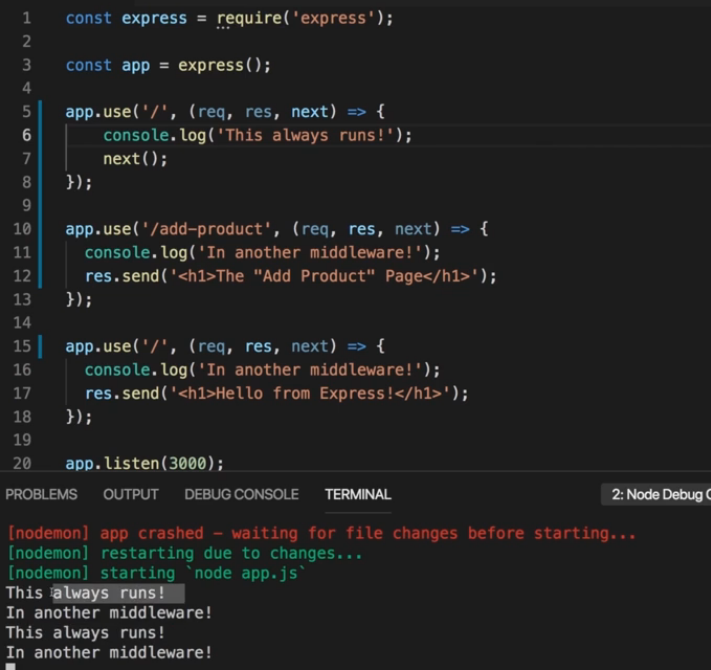 1 const express = require('express');
2
3 const app = express();
4
5 app.use('/', (req, res, next) => {
6 console.log('This always runs!');
7 next();
8 });
9
10 app.use('/add-product', (req, res, next) => {
11 console.log('In another middleware!');
12 res.send('<h1>The "Add Product" Page</h1>');
13 });
14
15 app.use('/', (req, res, next) => {
16 console.log('In another middleware!');
17 res.send('<h1>Hello from Express!</h1>');
18 });
19
20 app.listen(3000);
PROBLEMS OUTPUT DEBUG CONSOLE TERMINAL 2: Node Debug
[nodemon] app crashed – waiting for file changes before starting...
[nodemon] restarting due to changes...
[nodemon] starting `node app.js`
This always runs!
In another middleware!
This always runs!
In another middleware!